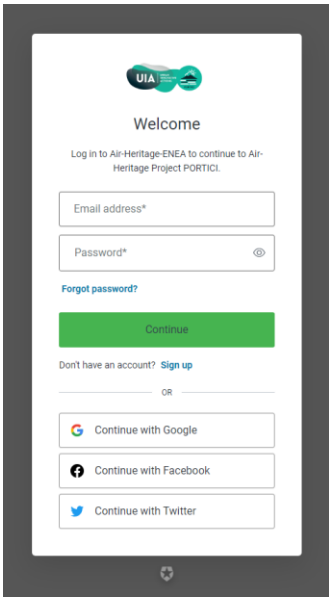 UIA
Welcome
Log in to Air-Heritage-ENEA to continue to Air-
Heritage Project PORTICI.
Email address*
Password*
Forgot password?
Continue
Don't have an account? Sign up
OR
Continue with Google
Continue with Facebook
Continue with Twitter